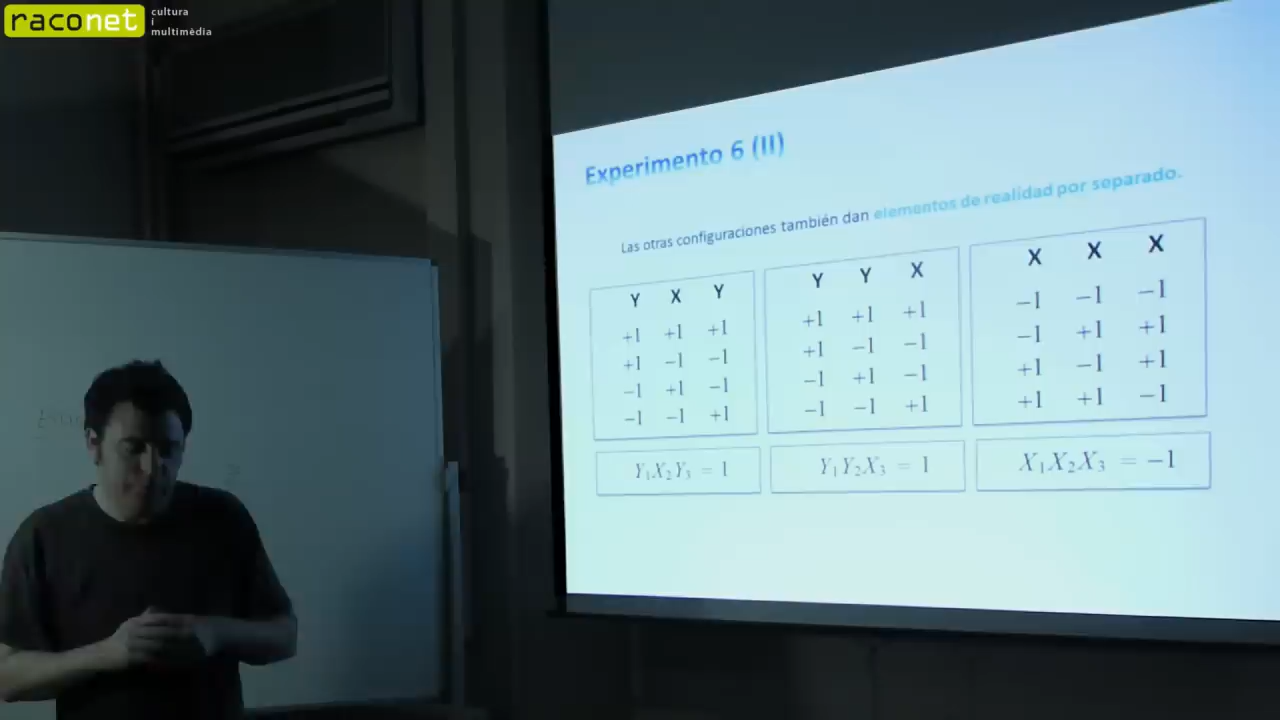 raconet
cultura
i
multimèdia
Experimento 6 (II)
Las otras configuraciones también dan elementos de realidad por separado.
Y X Y
+1 +1 +1
+1 −1 −1
−1 +1 −1
−1 −1 +1
Y₁X₂Y₃ = 1
Y Y X
+1 +1 +1
+1 −1 −1
−1 +1 −1
−1 −1 +1
Y₁Y₂X₃ = 1
X X X
−1 −1 −1
−1 +1 +1
+1 −1 +1
+1 +1 −1
X₁X₂X₃ = −1